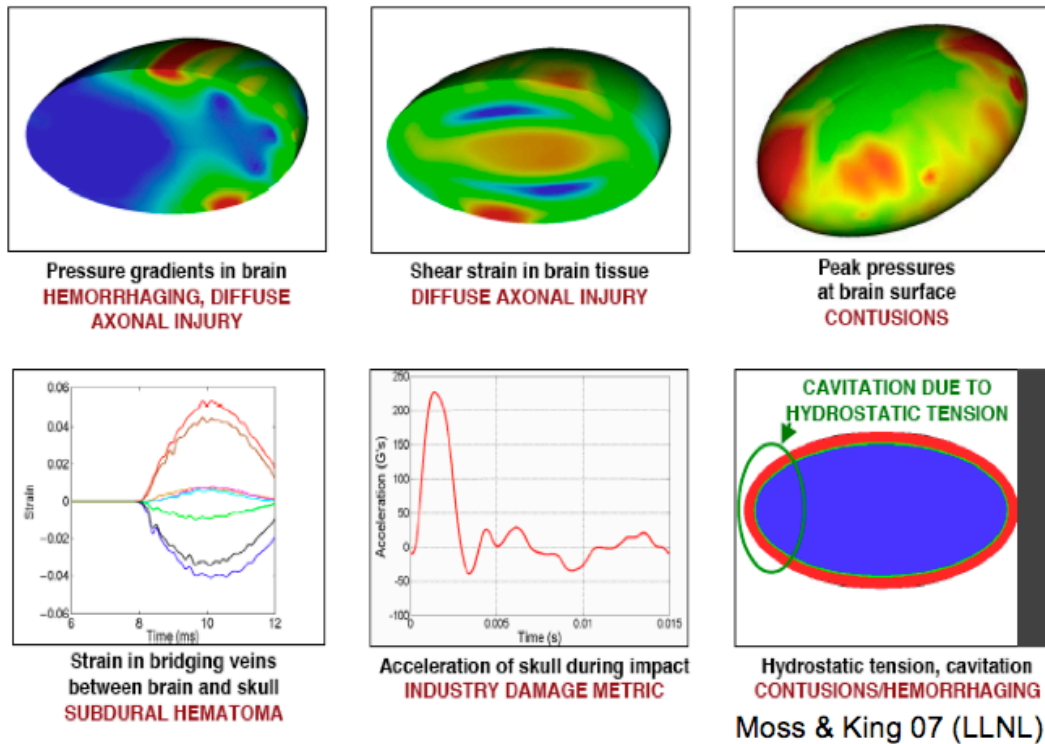 Pressure gradients in brain
HEMORRHAGING, DIFFUSE
AXONAL INJURY
Shear strain in brain tissue
DIFFUSE AXONAL INJURY
Peak pressures
at brain surface
CONTUSIONS
0.06
0.04
0.02
0
-0.02
-0.04
-0.06
Strain
6
8
10
12
Time (ms)
Strain in bridging veins
between brain and skull
SUBDURAL HEMATOMA
250
200
150
100
50
0
-50
-100
Acceleration (G's)
0
0.005
0.01
0.015
Time (s)
Acceleration of skull during impact
INDUSTRY DAMAGE METRIC
CAVITATION DUE TO
HYDROSTATIC TENSION
Hydrostatic tension, cavitation
CONTUSIONS/HEMORRHAGING
Moss & King 07 (LLNL)